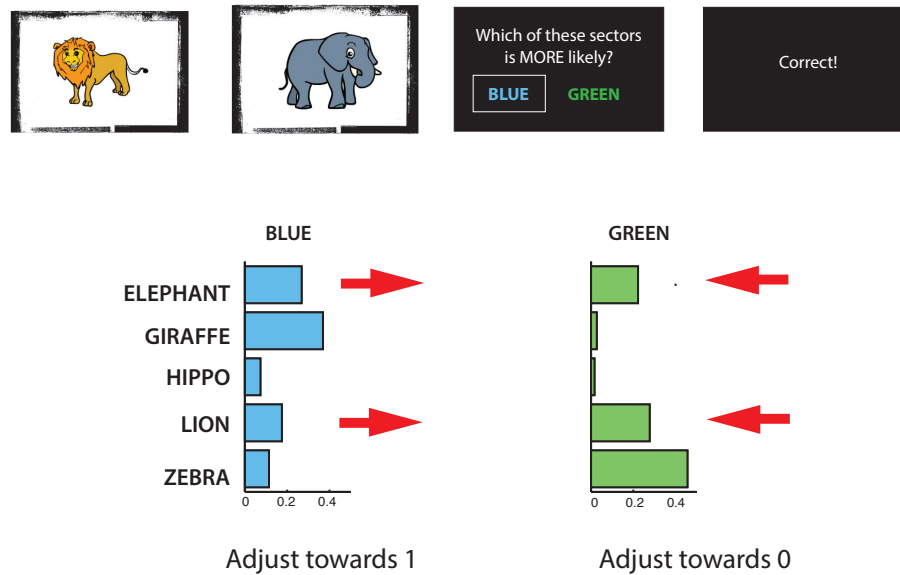 Which of these sectors
is MORE likely?
BLUE GREEN
Correct!
BLUE GREEN
ELEPHANT
GIRAFFE
HIPPO
LION
ZEBRA
0 0.2 0.4 0 0.2 0.4
Adjust towards 1 Adjust towards 0